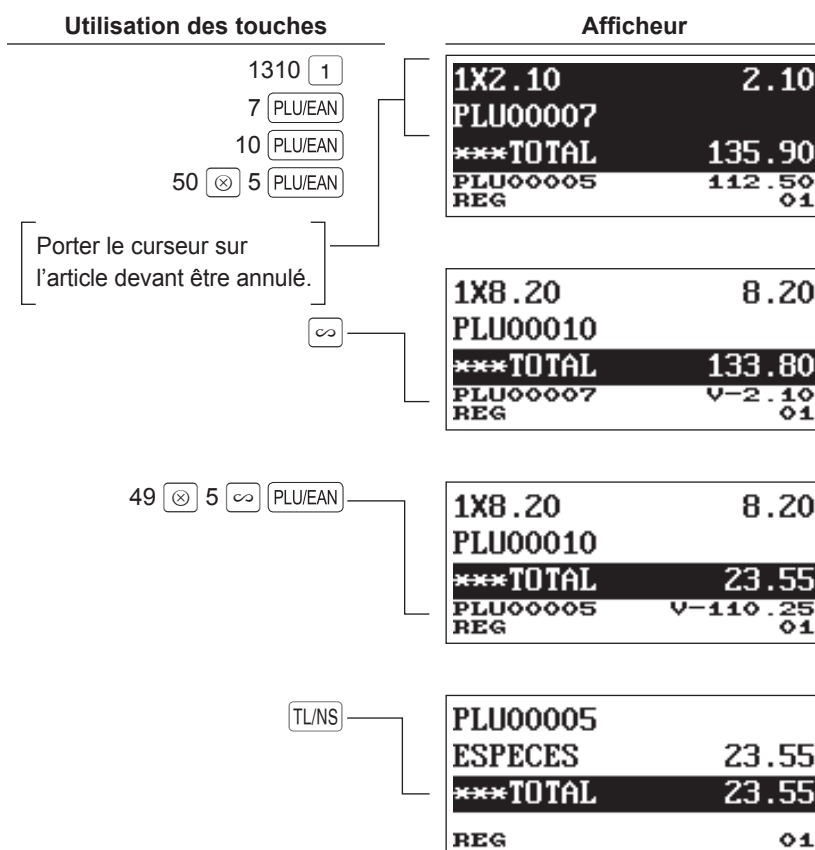 Utilisation des touches
Afficheur
1310 1
7 PLU/EAN
10 PLU/EAN
50 ⊗ 5 PLU/EAN
Porter le curseur sur
l’article devant être annulé.
1X2.10 2.10
PLU00007
***TOTAL 135.90
PLU00005 112.50
REG 01
∽
1X8.20 8.20
PLU00010
***TOTAL 133.80
PLU00007 V-2.10
REG 01
49 ⊗ 5 ∽ PLU/EAN
1X8.20 8.20
PLU00010
***TOTAL 23.55
PLU00005 V-110.25
REG 01
TL/NS
PLU00005
ESPECES 23.55
***TOTAL 23.55
REG 01